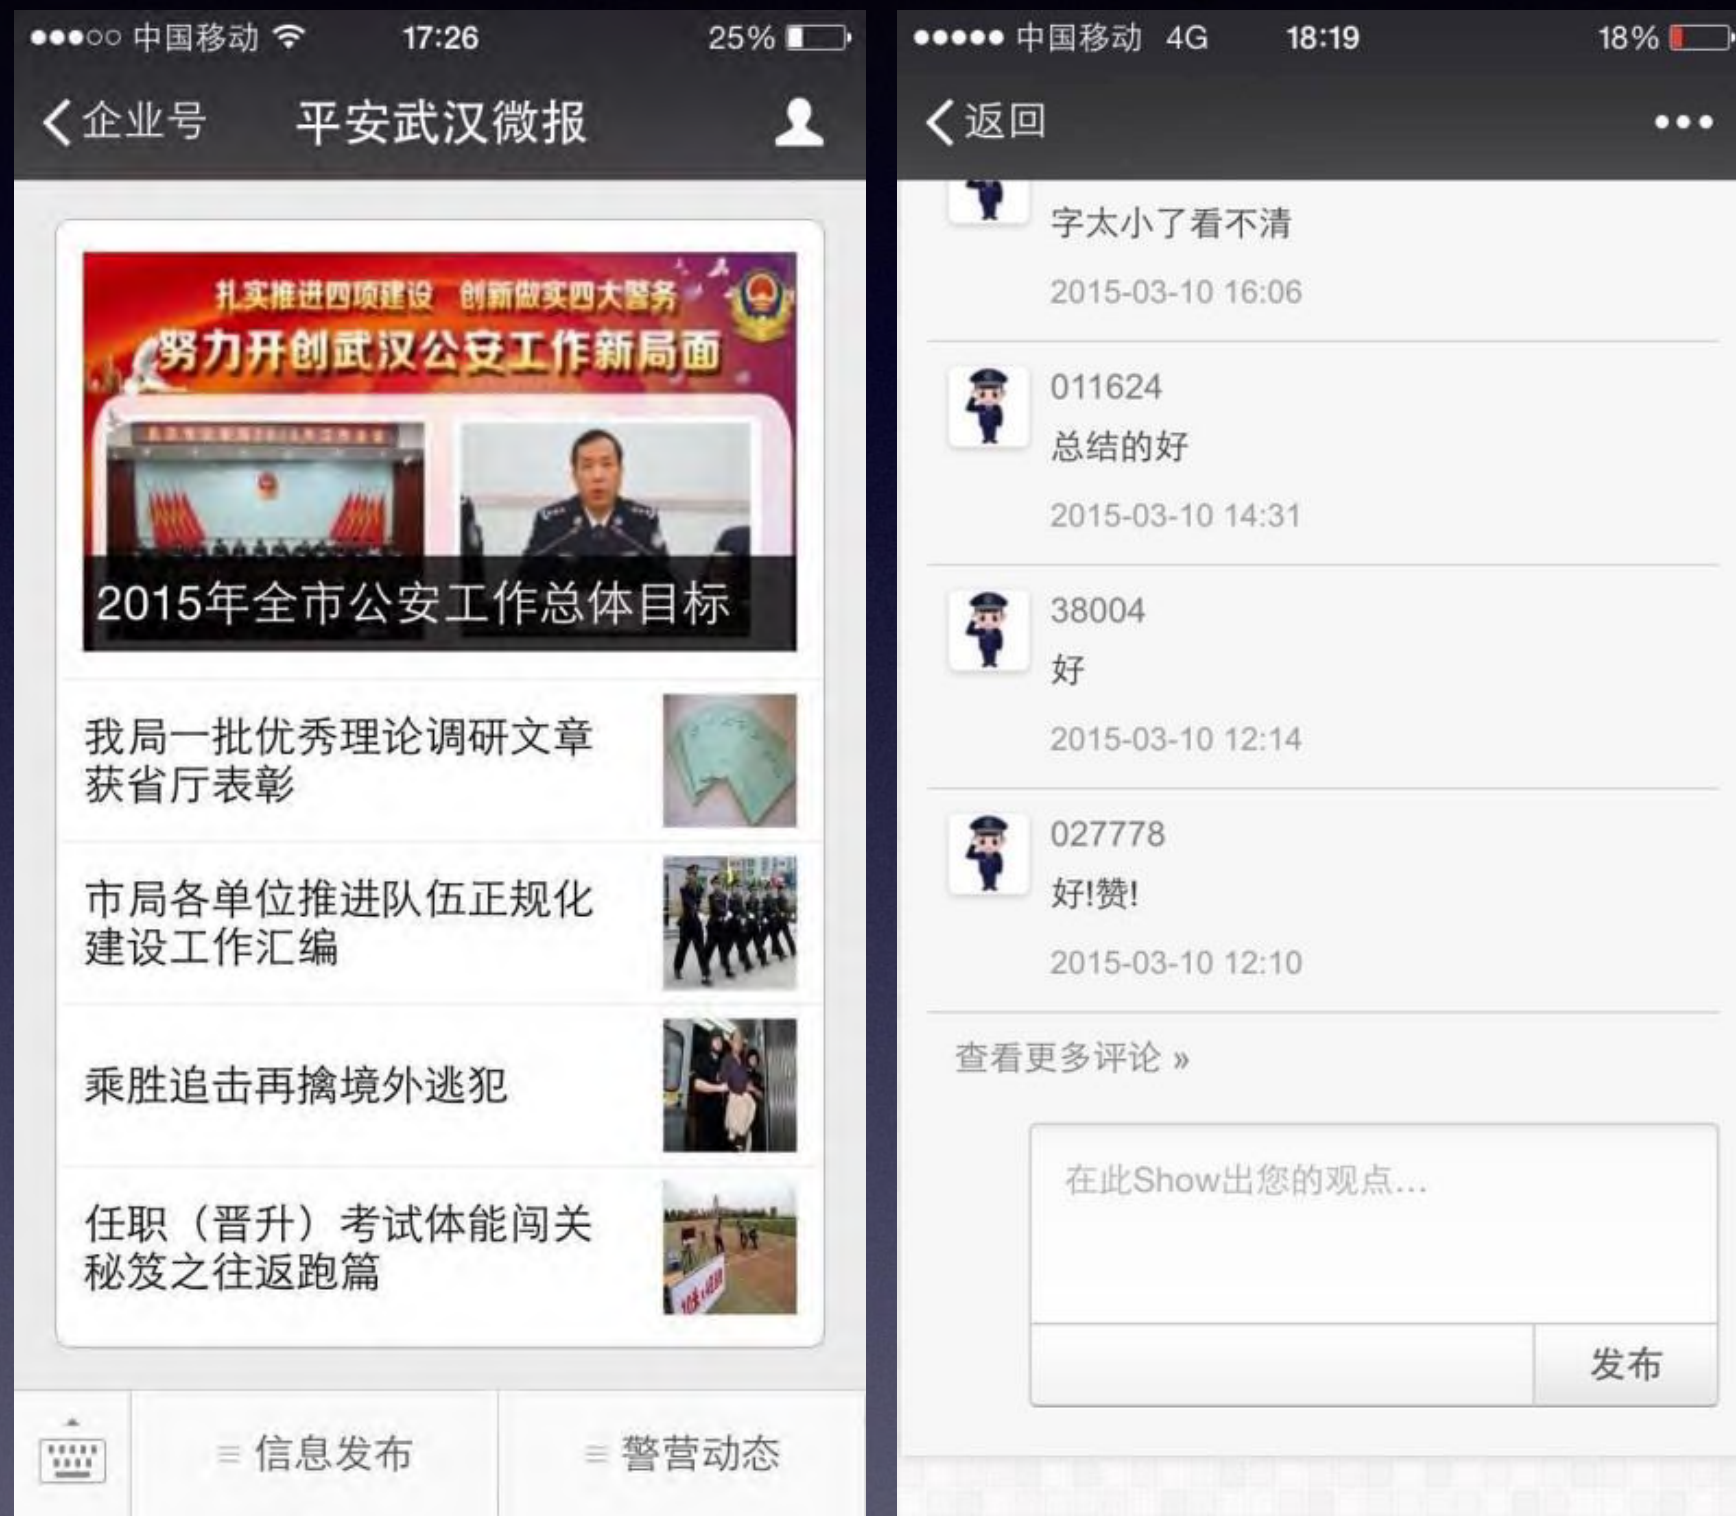 中国移动 17:26 25%
企业号 平安武汉微报
扎实推进四项建设 创新做实四大警务
努力开创武汉公安工作新局面
2015年全市公安工作总体目标
我局一批优秀理论调研文章
获省厅表彰
市局各单位推进队伍正规化
建设工作汇编
乘胜追击再擒境外逃犯
任职（晋升）考试体能闯关
秘笈之往返跑篇
信息发布 警营动态
中国移动 4G 18:19 18%
返回
字太小了看不清
2015-03-10 16:06
011624
总结的好
2015-03-10 14:31
38004
好
2015-03-10 12:14
027778
好!赞!
2015-03-10 12:10
查看更多评论 »
在此Show出您的观点...
发布